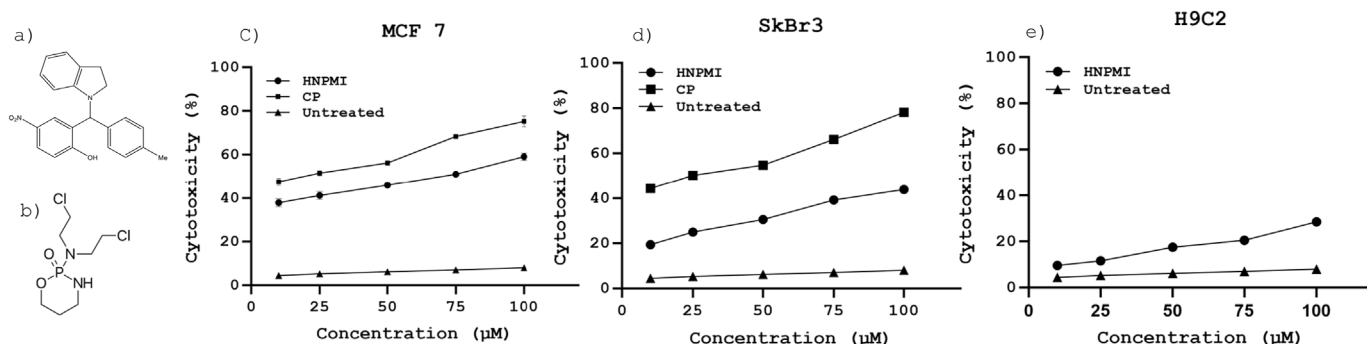 a)
NO₂
N
OH
Me
b)
Cl
Cl
O
N
P
O
NH
C)
MCF 7
HNPMI
CP
Untreated
Cytotoxicity (%)
100
80
60
40
20
0
0 25 50 75 100
Concentration (μM)
d)
SkBr3
HNPMI
CP
Untreated
Cytotoxicity (%)
100
80
60
40
20
0
0 25 50 75 100
Concentration (μM)
e)
H9C2
HNPMI
Untreated
Cytotoxicity (%)
100
80
60
40
20
0
0 25 50 75 100
Concentration (μM)